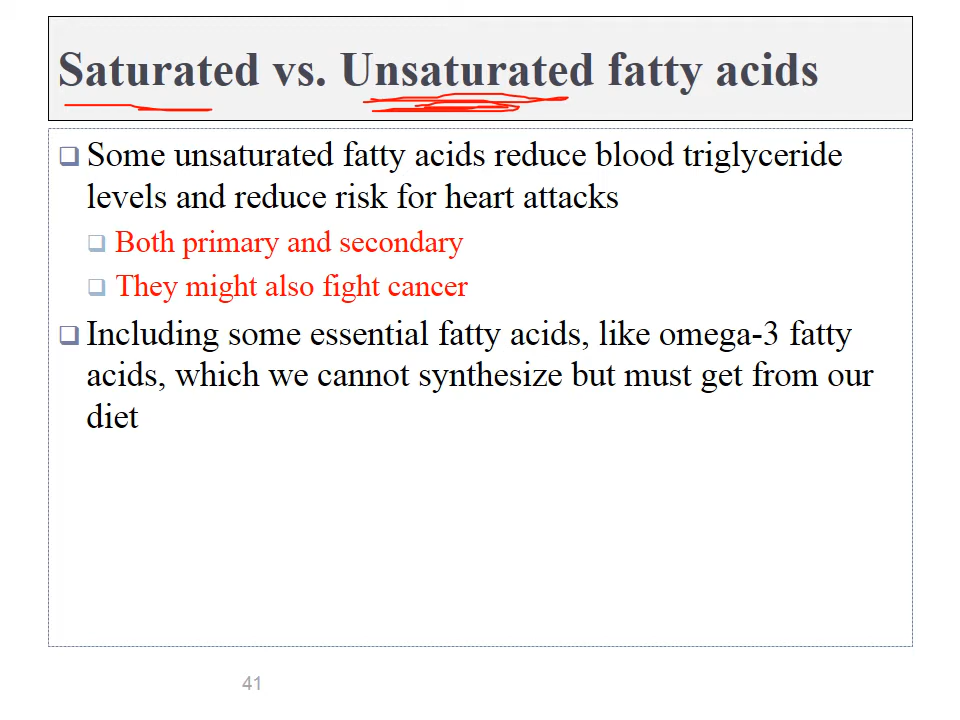 Saturated vs. Unsaturated fatty acids
Some unsaturated fatty acids reduce blood triglyceride
levels and reduce risk for heart attacks
Both primary and secondary
They might also fight cancer
Including some essential fatty acids, like omega-3 fatty
acids, which we cannot synthesize but must get from our
diet
41